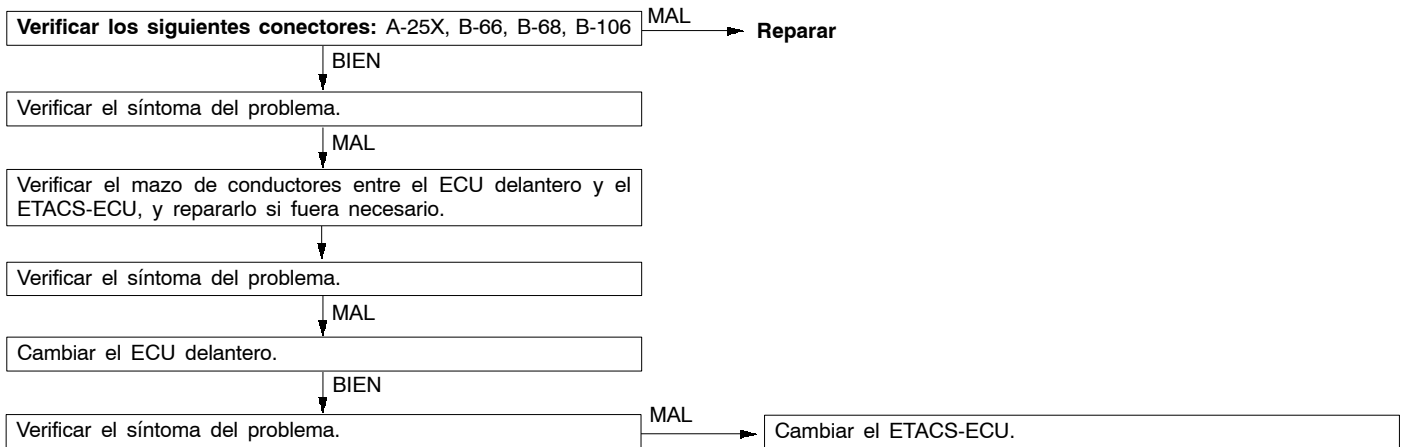 Verificar los siguientes conectores: A-25X, B-66, B-68, B-106
MAL
Reparar
BIEN
Verificar el síntoma del problema.
MAL
Verificar el mazo de conductores entre el ECU delantero y el
ETACS-ECU, y repararlo si fuera necesario.
Verificar el síntoma del problema.
MAL
Cambiar el ECU delantero.
BIEN
Verificar el síntoma del problema.
MAL
Cambiar el ETACS-ECU.